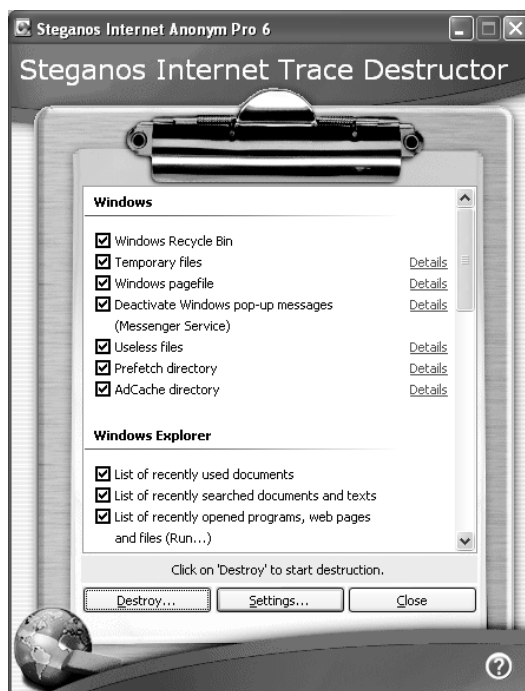 Steganos Internet Anonym Pro 6
Steganos Internet Trace Destructor
Windows
Windows Recycle Bin
Temporary files Details
Windows pagefile Details
Deactivate Windows pop-up messages Details
(Messenger Service)
Useless files Details
Prefetch directory Details
AdCache directory Details
Windows Explorer
List of recently used documents
List of recently searched documents and texts
List of recently opened programs, web pages
and files (Run...)
Click on 'Destroy' to start destruction.
Destroy... Settings... Close
?